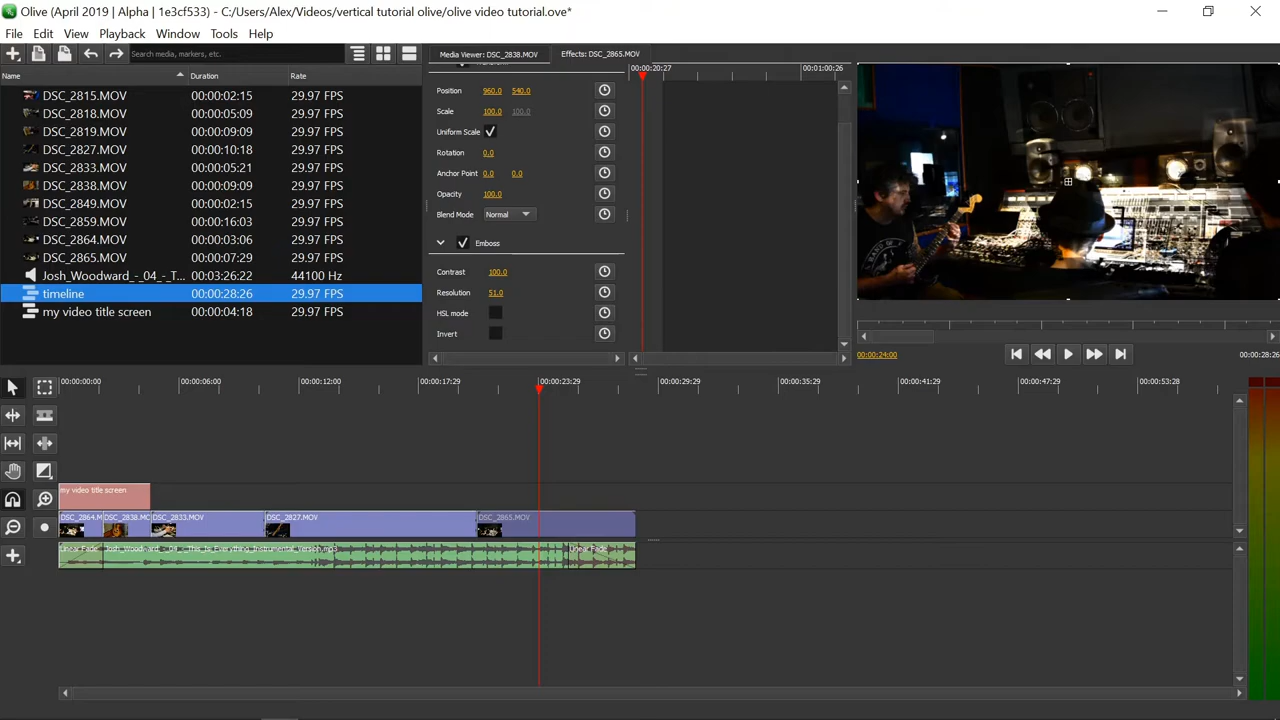 Olive (April 2019 | Alpha | 1e3cf533) - C:/Users/Alex/Videos/vertical tutorial olive/olive video tutorial.ove*
File Edit View Playback Window Tools Help
Search media, markers, etc.
Media Viewer: DSC_2838.MOV Effects: DSC_2865.MOV
Name Duration Rate
DSC_2815.MOV 00:00:02:15 29.97 FPS
DSC_2818.MOV 00:00:05:09 29.97 FPS
DSC_2819.MOV 00:00:09:09 29.97 FPS
DSC_2827.MOV 00:00:10:18 29.97 FPS
DSC_2833.MOV 00:00:05:21 29.97 FPS
DSC_2838.MOV 00:00:09:09 29.97 FPS
DSC_2849.MOV 00:00:02:15 29.97 FPS
DSC_2859.MOV 00:00:16:03 29.97 FPS
DSC_2864.MOV 00:00:03:06 29.97 FPS
DSC_2865.MOV 00:00:07:29 29.97 FPS
Josh_Woodward_-_04_-_T... 00:03:26:22 44100 Hz
timeline 00:00:28:26 29.97 FPS
my video title screen 00:00:04:18 29.97 FPS
00:00:20:27 00:01:00:26
Position 960.0 540.0
Scale 100.0 100.0
Uniform Scale
Rotation 0.0
Anchor Point 0.0 0.0
Opacity 100.0
Blend Mode Normal
Emboss
Contrast 100.0
Resolution 51.0
HSL mode
Invert
00:00:24:00 00:00:28:26
00:00:00:00 00:00:06:00 00:00:12:00 00:00:17:29 00:00:23:29 00:00:29:29 00:00:35:29 00:00:41:29 00:00:47:29 00:00:53:28
my video title screen
DSC_2864.M DSC_2838.MC DSC_2833.MOV DSC_2827.MOV DSC_2865.MOV
Linear Fade Josh_Woodward_-_04_-_This_Is_Everything_Instrumental_Version.mp3 Linear Fade